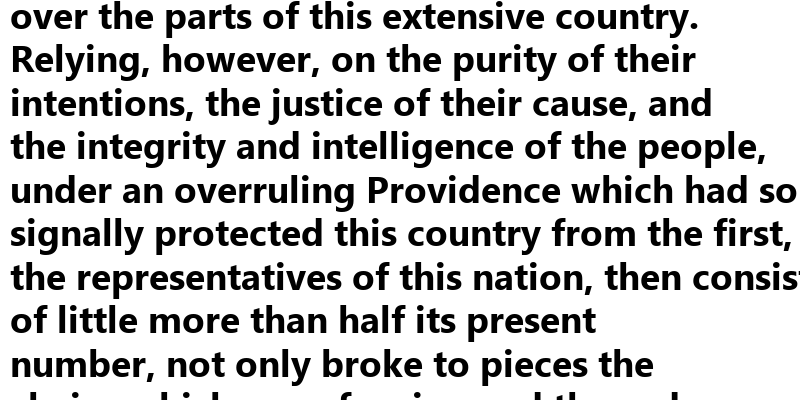 over the parts of this extensive country.
Relying, however, on the purity of their
intentions, the justice of their cause, and
the integrity and intelligence of the people,
under an overruling Providence which had so
signally protected this country from the first,
the representatives of this nation, then consis
of little more than half its present
number, not only broke to pieces the